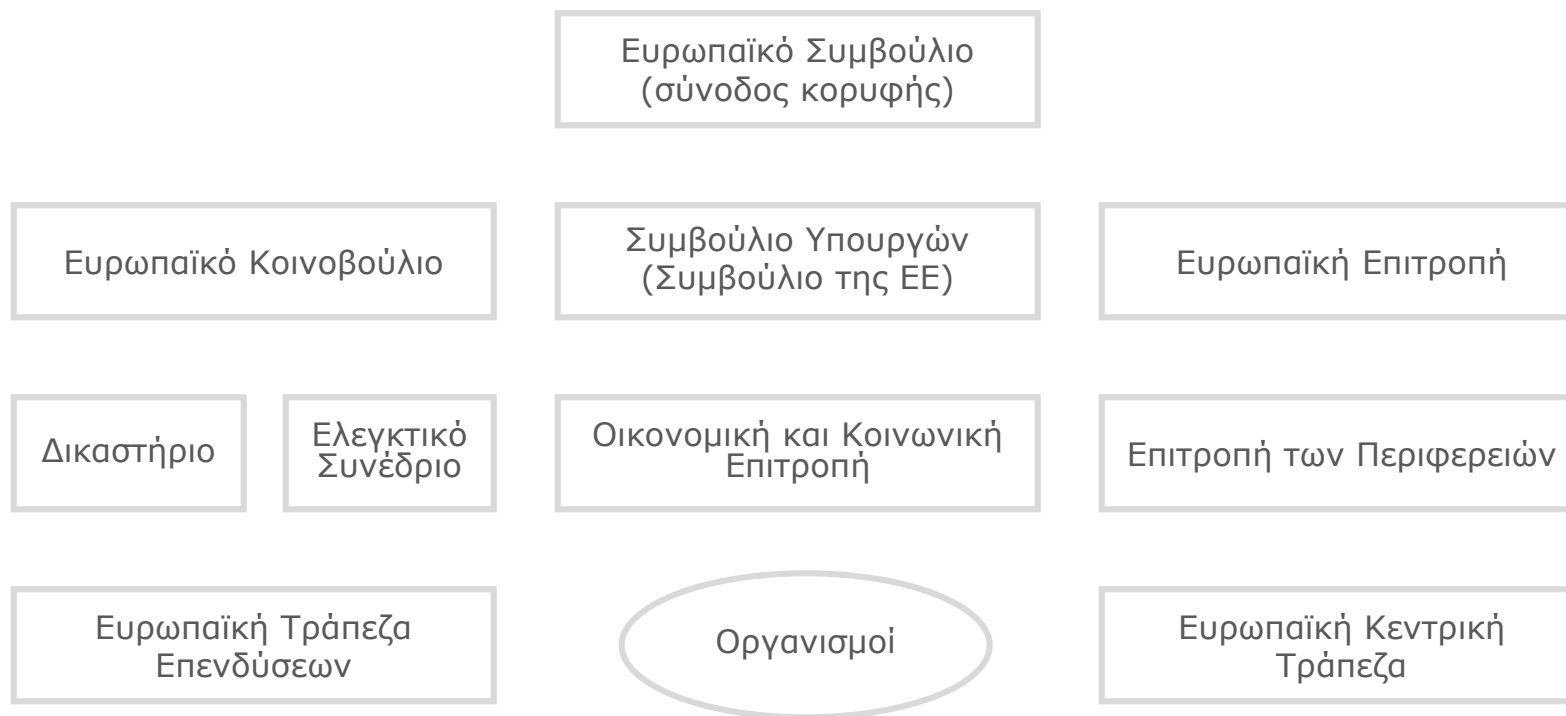 Ευρωπαϊκό Συμβούλιο
(σύνοδος κορυφής)
Ευρωπαϊκό Κοινοβούλιο
Συμβούλιο Υπουργών
(Συμβούλιο της ΕΕ)
Ευρωπαϊκή Επιτροπή
Δικαστήριο
Ελεγκτικό
Συνέδριο
Οικονομική και Κοινωνική
Επιτροπή
Επιτροπή των Περιφερειών
Ευρωπαϊκή Τράπεζα
Επενδύσεων
Οργανισμοί
Ευρωπαϊκή Κεντρική
Τράπεζα